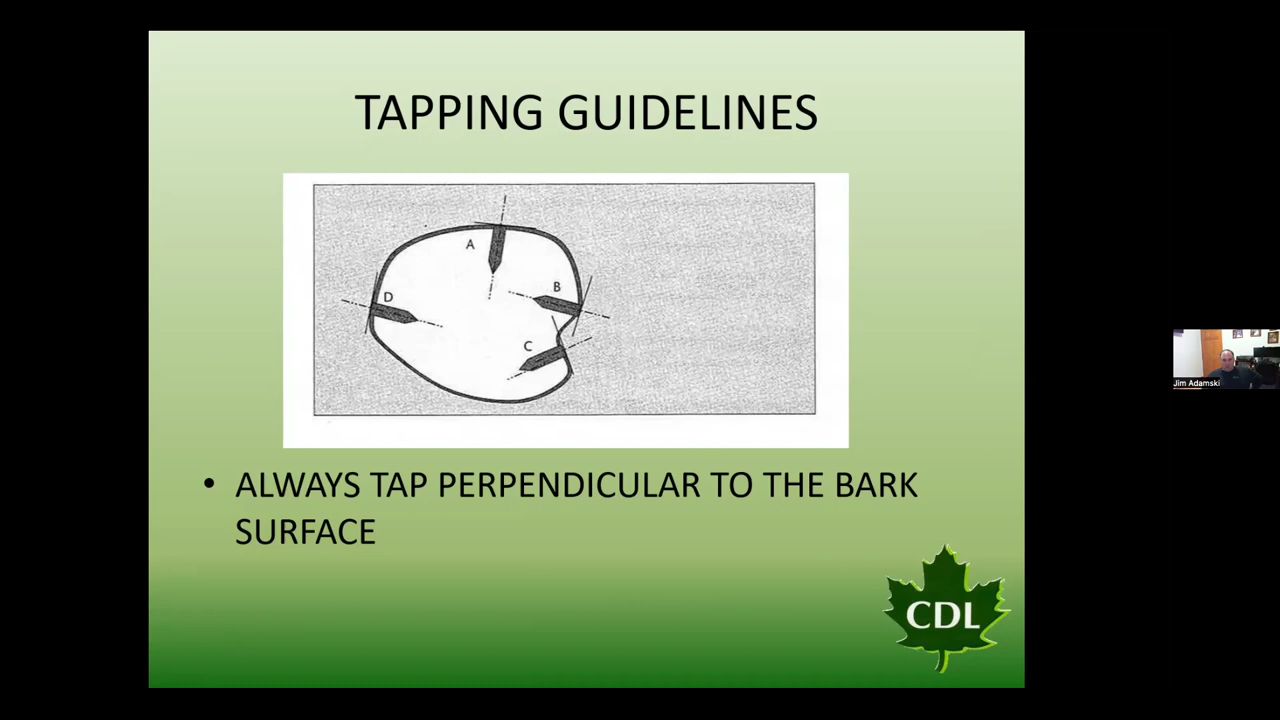 TAPPING GUIDELINES
A
B
D
C
• ALWAYS TAP PERPENDICULAR TO THE BARK
SURFACE
Jim Adamski
CDL